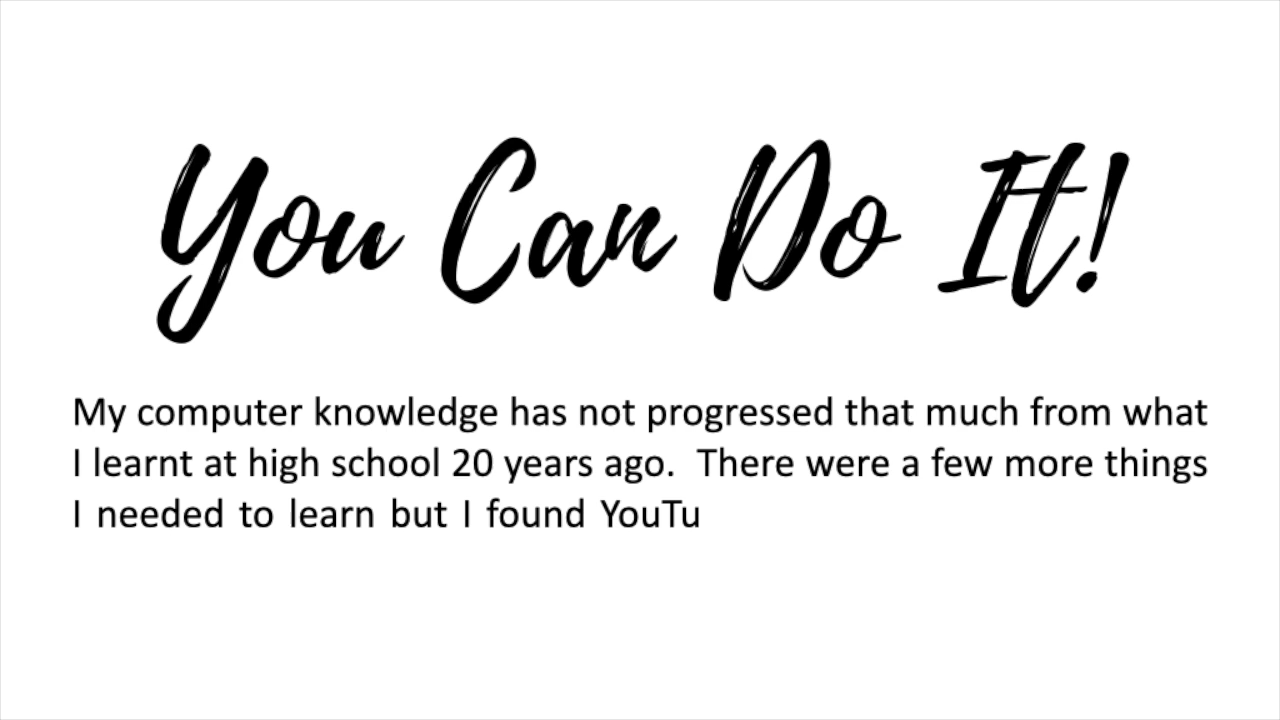 You Can Do It!
My computer knowledge has not progressed that much from what
I learnt at high school 20 years ago.  There were a few more things
I needed to learn but I found YouTu